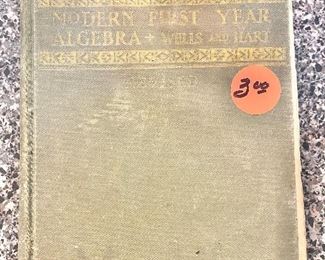 MODERN FIRST YEAR
ALGEBRA + WELLS AND HART
3 00